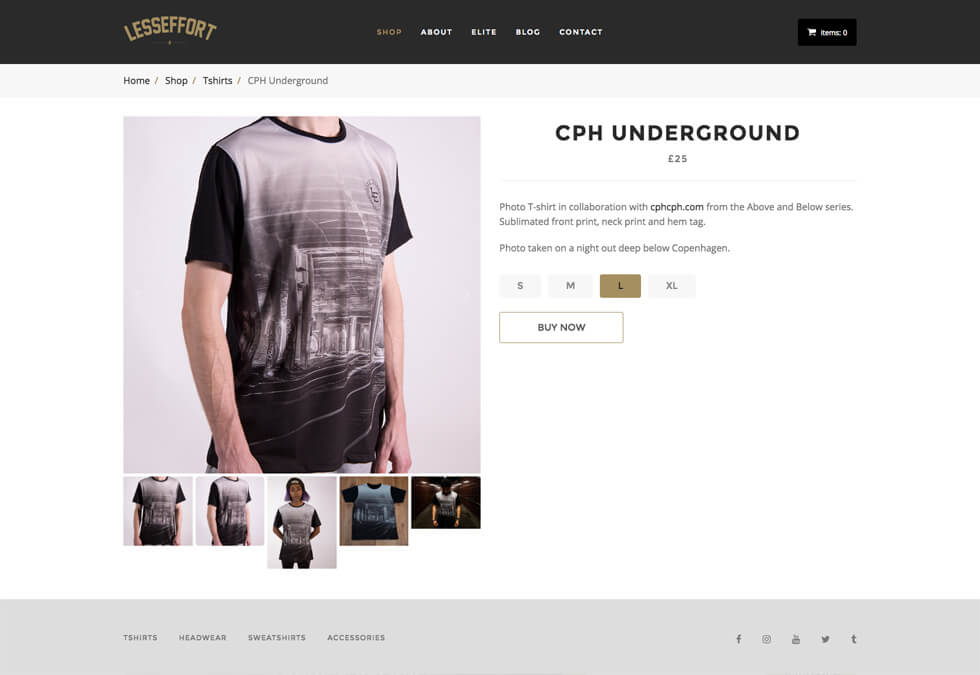 LESSEFFORT
SHOP ABOUT ELITE BLOG CONTACT
items: 0
Home / Shop / Tshirts / CPH Underground
CPH UNDERGROUND
£25
Photo T-shirt in collaboration with cphcph.com from the Above and Below series.
Sublimated front print, neck print and hem tag.
Photo taken on a night out deep below Copenhagen.
S M L XL
BUY NOW
TSHIRTS HEADWEAR SWEATSHIRTS ACCESSORIES